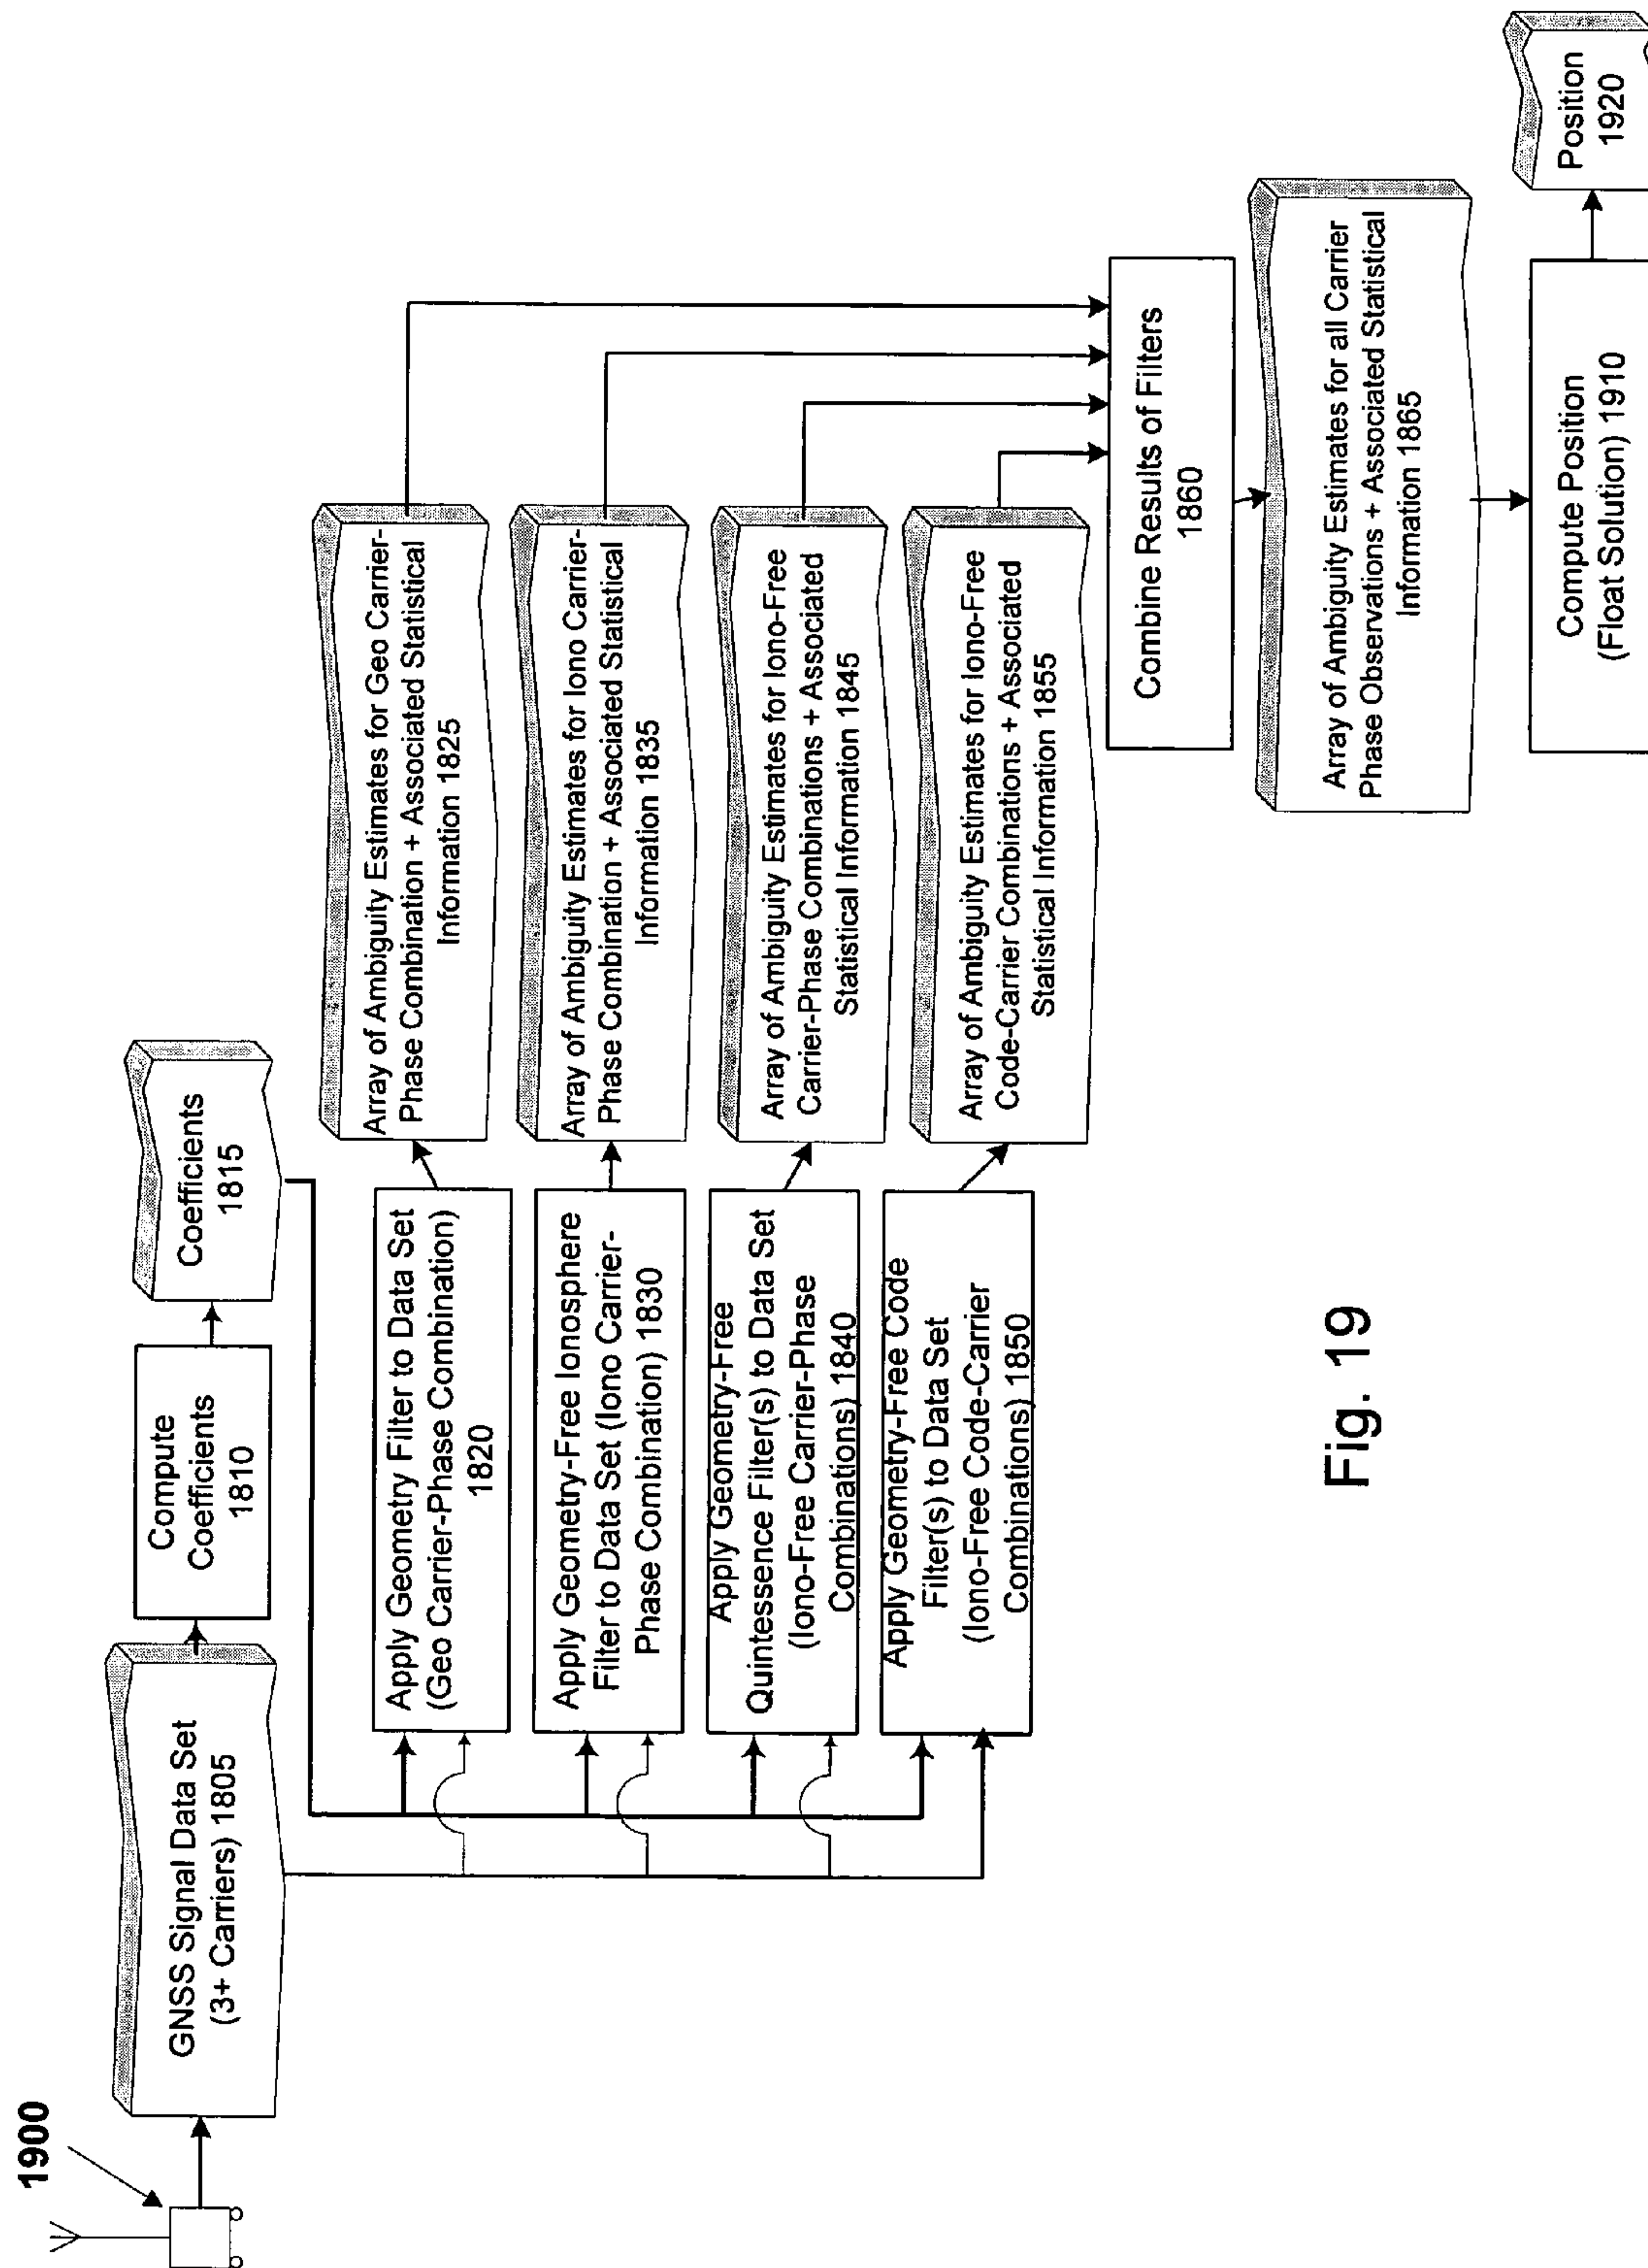 1900
GNSS Signal Data Set
(3+ Carriers) 1805
Compute
Coefficients
1810
Coefficients
1815
Apply Geometry Filter to Data Set
(Geo Carrier-Phase Combination)
1820
Array of Ambiguity Estimates for Geo Carrier-
Phase Combination + Associated Statistical
Information 1825
Apply Geometry-Free Ionosphere
Filter to Data Set (Iono Carrier-
Phase Combination) 1830
Array of Ambiguity Estimates for Iono Carrier-
Phase Combination + Associated Statistical
Information 1835
Apply Geometry-Free
Quintessence Filter(s) to Data Set
(Iono-Free Carrier-Phase
Combinations) 1840
Array of Ambiguity Estimates for Iono-Free
Carrier-Phase Combinations + Associated
Statistical Information 1845
Apply Geometry-Free Code
Filter(s) to Data Set
(Iono-Free Code-Carrier
Combinations) 1850
Array of Ambiguity Estimates for Iono-Free
Code-Carrier Combinations + Associated
Statistical Information 1855
Combine Results of Filters
1860
Array of Ambiguity Estimates for all Carrier
Phase Observations + Associated Statistical
Information 1865
Compute Position
(Float Solution) 1910
Position
1920
Fig. 19